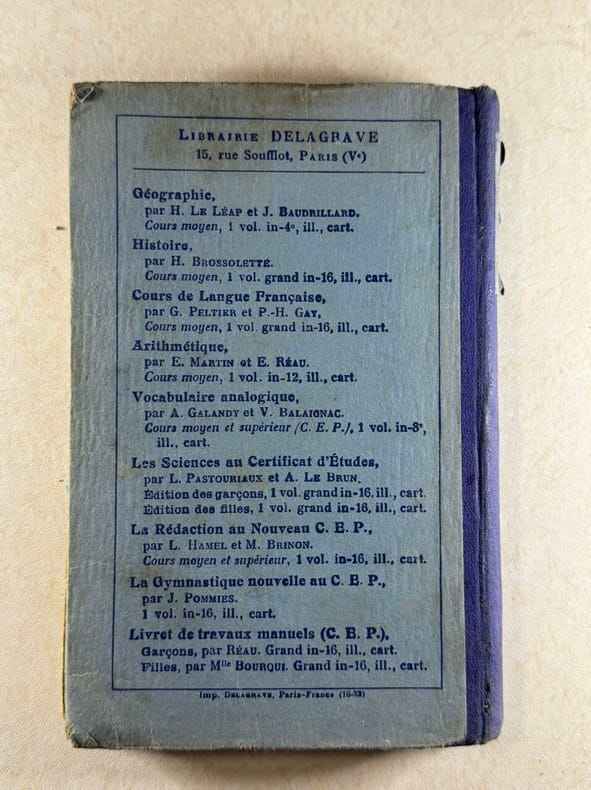 LIBRAIRIE DELAGRAVE
15, rue Soufflot, PARIS (Vᵉ)
Géographie,
par H. LE LÉAP et J. BAUDRILLARD.
Cours moyen, 1 vol. in-4º, ill., cart.
Histoire,
par H. BROSSOLETTE.
Cours moyen, 1 vol. grand in-16, ill., cart.
Cours de Langue Française,
par G. PELTIER et P.-H. GAY,
Cours moyen, 1 vol. grand in-16, ill., cart.
Arithmétique,
par E. MARTIN et E. RÉAU.
Cours moyen, 1 vol. in-12, ill., cart.
Vocabulaire analogique,
par A. GALANDY et V. BALAIGNAC.
Cours moyen et supérieur (C. E. P.), 1 vol. in-8º,
ill., cart.
Les Sciences au Certificat d'Études,
par L. PASTOURIAUX et A. LE BRUN.
Édition des garçons, 1 vol. grand in-16, ill., cart.
Édition des filles, 1 vol. grand in-16, ill., cart.
La Rédaction au Nouveau C. E. P.,
par L. HAMEL et M. BRINON.
Cours moyen et supérieur, 1 vol. in-16, ill., cart.
La Gymnastique nouvelle au C. E. P.,
par J. POMMIES.
1 vol. in-16, ill., cart.
Livret de travaux manuels (C. E. P.),
Garçons, par RÉAU. Grand in-16, ill., cart.
Filles, par Mˡˡᵉ BOURQUI. Grand in-16, ill., cart.
Imp. DELAGRAVE, Paris-France (10-33)